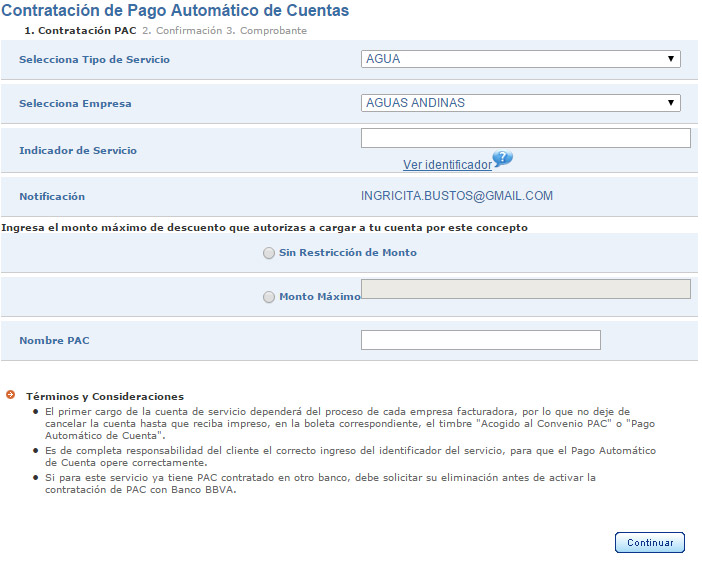 Contratación de Pago Automático de Cuentas
1. Contratación PAC 2. Confirmación 3. Comprobante
Selecciona Tipo de Servicio AGUA
Selecciona Empresa AGUAS ANDINAS
Indicador de Servicio
Ver identificador ?
Notificación INGRICITA.BUSTOS@GMAIL.COM
Ingresa el monto máximo de descuento que autorizas a cargar a tu cuenta por este concepto
Sin Restricción de Monto
Monto Máximo
Nombre PAC
Términos y Consideraciones
El primer cargo de la cuenta de servicio dependerá del proceso de cada empresa facturadora, por lo que no deje de
cancelar la cuenta hasta que reciba impreso, en la boleta correspondiente, el timbre "Acogido al Convenio PAC" o "Pago
Automático de Cuenta".
Es de completa responsabilidad del cliente el correcto ingreso del identificador del servicio, para que el Pago Automático
de Cuenta opere correctamente.
Si para este servicio ya tiene PAC contratado en otro banco, debe solicitar su eliminación antes de activar la
contratación de PAC con Banco BBVA.
Continuar